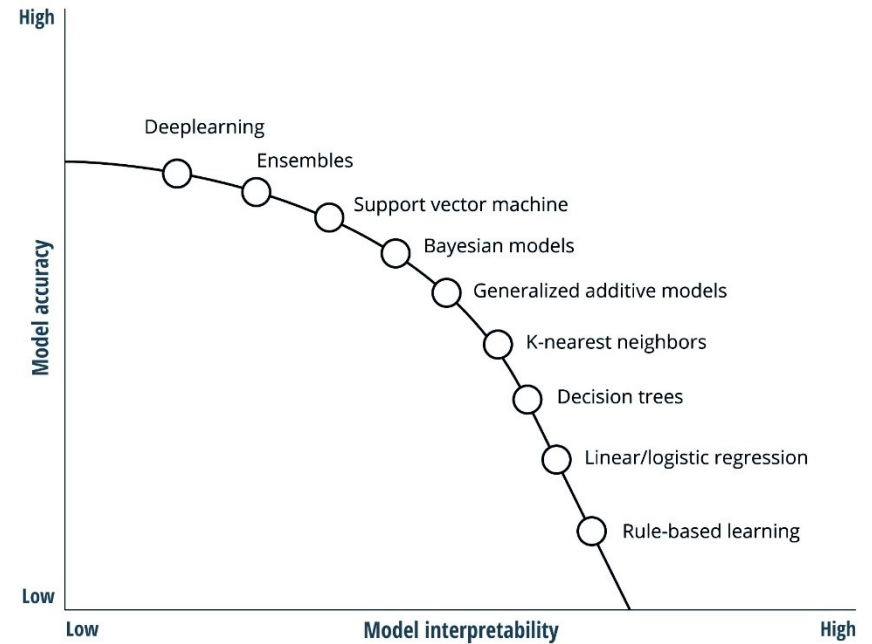 High
Deeplearning
Ensembles
Support vector machine
Bayesian models
Generalized additive models
K-nearest neighbors
Decision trees
Linear/logistic regression
Rule-based learning
Model accuracy
Low
Low
Model interpretability
High